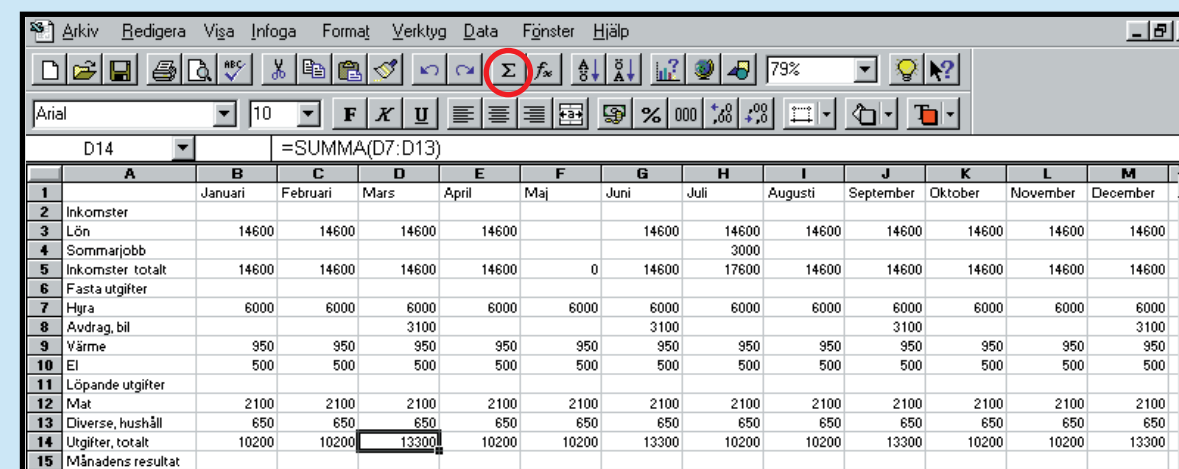 Arkiv Redigera Visa Infoga Format Verktyg Data Fönster Hjälp
ABC Σ f∞ A Ö Ö A ? 79% ?
Arial 10 F K U a % 000 ,0 ,00 ,00 ,0 T
D14 =SUMMA(D7:D13)
A B C D E F G H I J K L M
1 Januari Februari Mars April Maj Juni Juli Augusti September Oktober November December
2 Inkomster
3 Lön 14600 14600 14600 14600 14600 14600 14600 14600 14600 14600 14600
4 Sommarjobb 3000
5 Inkomster totalt 14600 14600 14600 14600 0 14600 17600 14600 14600 14600 14600 14600
6 Fasta utgifter
7 Hyra 6000 6000 6000 6000 6000 6000 6000 6000 6000 6000 6000 6000
8 Avdrag, bil 3100 3100 3100 3100
9 Värme 950 950 950 950 950 950 950 950 950 950 950 950
10 El 500 500 500 500 500 500 500 500 500 500 500 500
11 Löpande utgifter
12 Mat 2100 2100 2100 2100 2100 2100 2100 2100 2100 2100 2100 2100
13 Diverse, hushåll 650 650 650 650 650 650 650 650 650 650 650 650
14 Utgifter, totalt 10200 10200 13300 10200 10200 13300 10200 10200 13300 10200 10200 13300
15 Månadens resultat